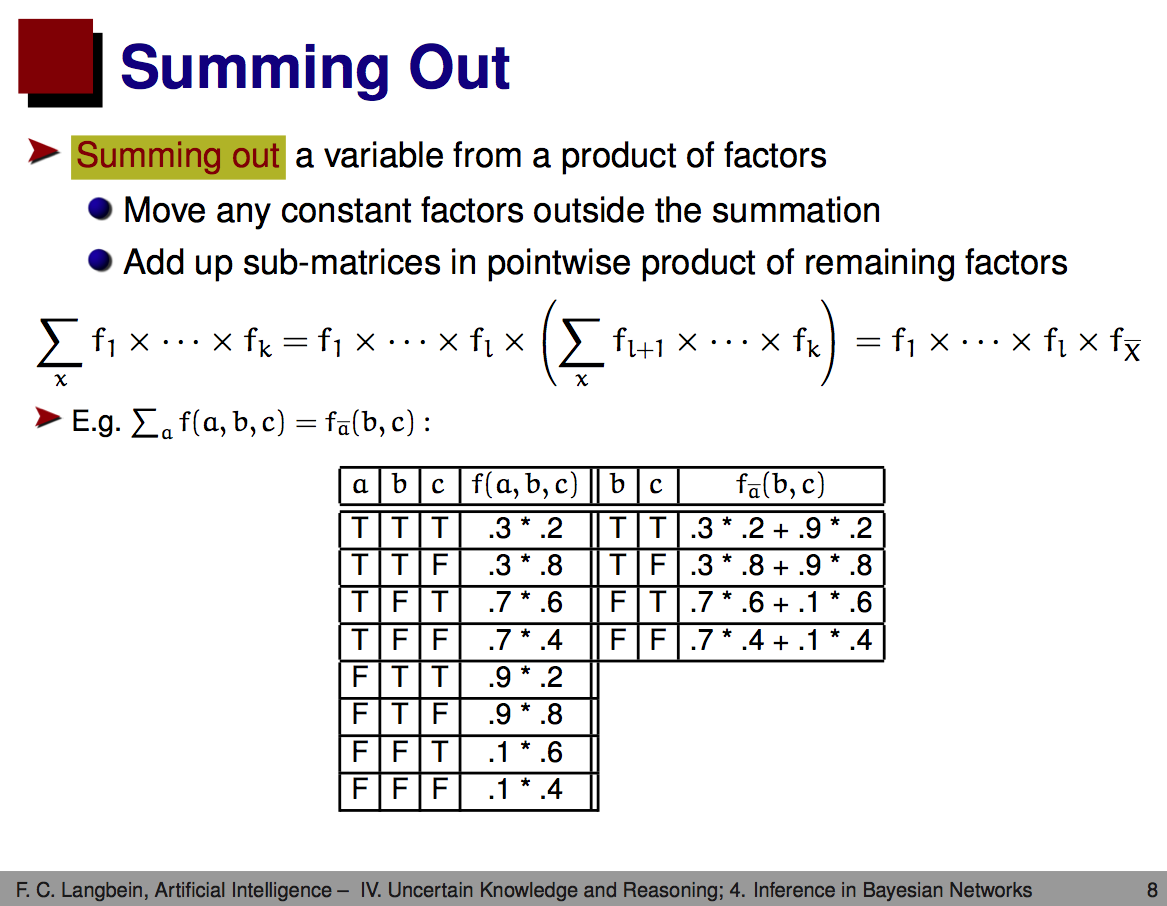 Summing Out
Summing out a variable from a product of factors
Move any constant factors outside the summation
Add up sub-matrices in pointwise product of remaining factors
∑ₓ f₁ × ··· × fₖ = f₁ × ··· × fₗ × (∑ₓ fₗ₊₁ × ··· × fₖ) = f₁ × ··· × fₗ × f_X̅
E.g. ∑ₐ f(a, b, c) = f_a̅(b, c) :
a b c f(a, b, c) b c f_a̅(b, c)
T T T .3 * .2 T T .3 * .2 + .9 * .2
T T F .3 * .8 T F .3 * .8 + .9 * .8
T F T .7 * .6 F T .7 * .6 + .1 * .6
T F F .7 * .4 F F .7 * .4 + .1 * .4
F T T .9 * .2
F T F .9 * .8
F F T .1 * .6
F F F .1 * .4
F. C. Langbein, Artificial Intelligence – IV. Uncertain Knowledge and Reasoning; 4. Inference in Bayesian Networks 8